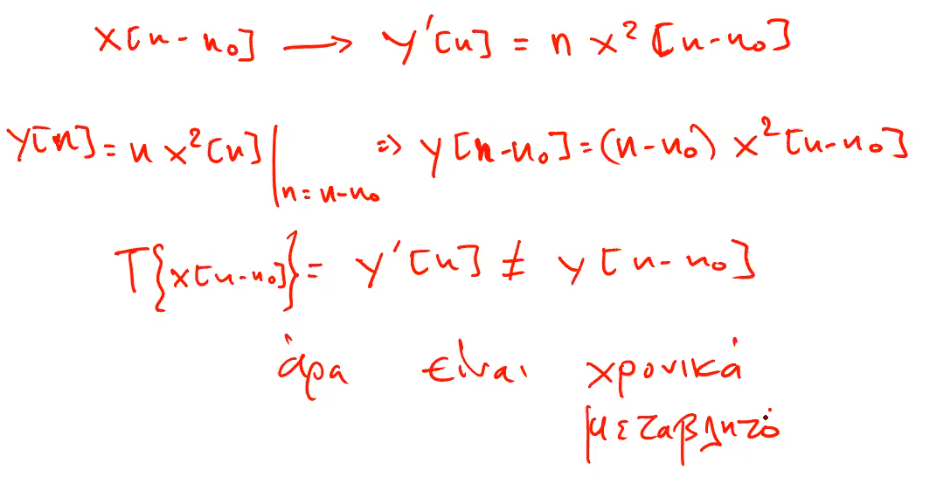 x[n-n₀] ⟶ y'[n] = n x²[n-n₀]
y[n] = n x²[n] |n=n-n₀ ⇒ y[n-n₀] = (n-n₀) x²[n-n₀]
T{x[n-n₀]} = y'[n] ≠ y[n-n₀]
άρα είναι χρονικά
μεταβλητό